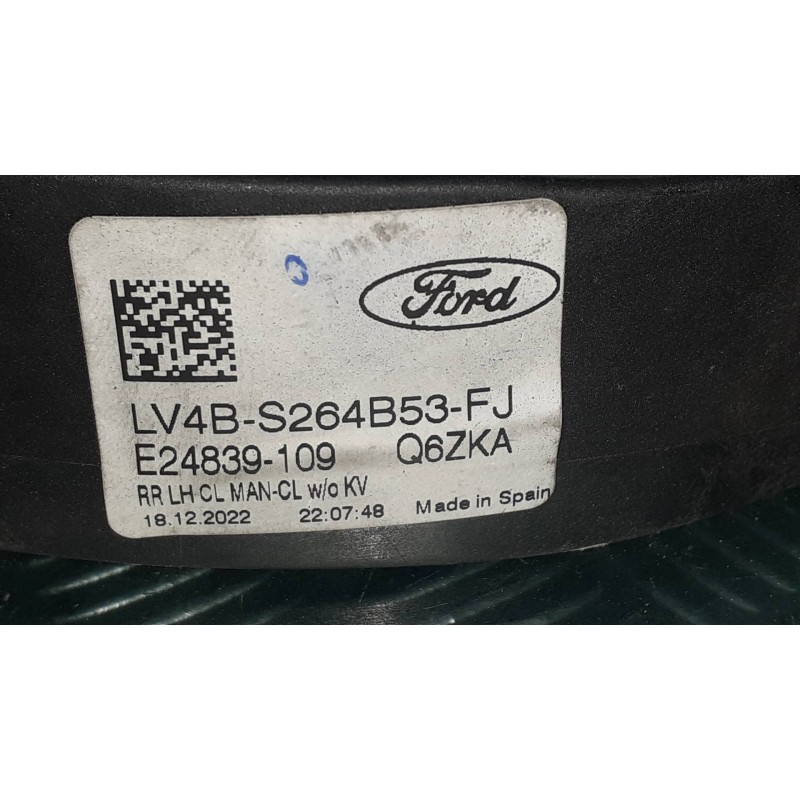 Ford
LV4B-S264B53-FJ
E24839-109 Q6ZKA
RR LH CL MAN-CL w/o KV
18.12.2022 22:07:48 Made in Spain